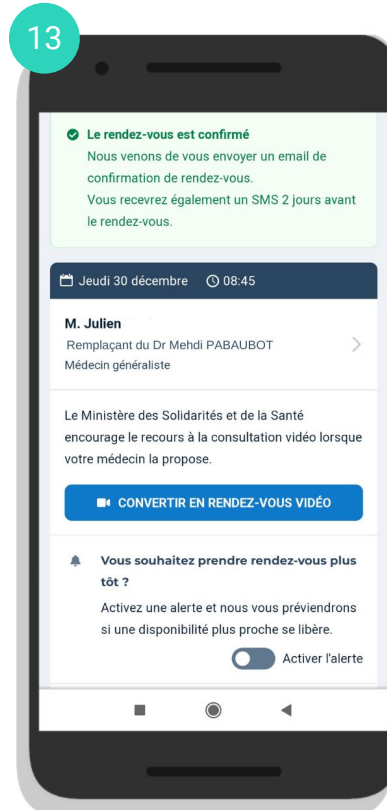 13
Le rendez-vous est confirmé
Nous venons de vous envoyer un email de
confirmation de rendez-vous.
Vous recevrez également un SMS 2 jours avant
le rendez-vous.
Jeudi 30 décembre 08:45
M. Julien
Remplaçant du Dr Mehdi PABAUBOT
Médecin généraliste
Le Ministère des Solidarités et de la Santé
encourage le recours à la consultation vidéo lorsque
votre médecin la propose.
CONVERTIR EN RENDEZ-VOUS VIDÉO
Vous souhaitez prendre rendez-vous plus
tôt ?
Activez une alerte et nous vous préviendrons
si une disponibilité plus proche se libère.
Activer l'alerte